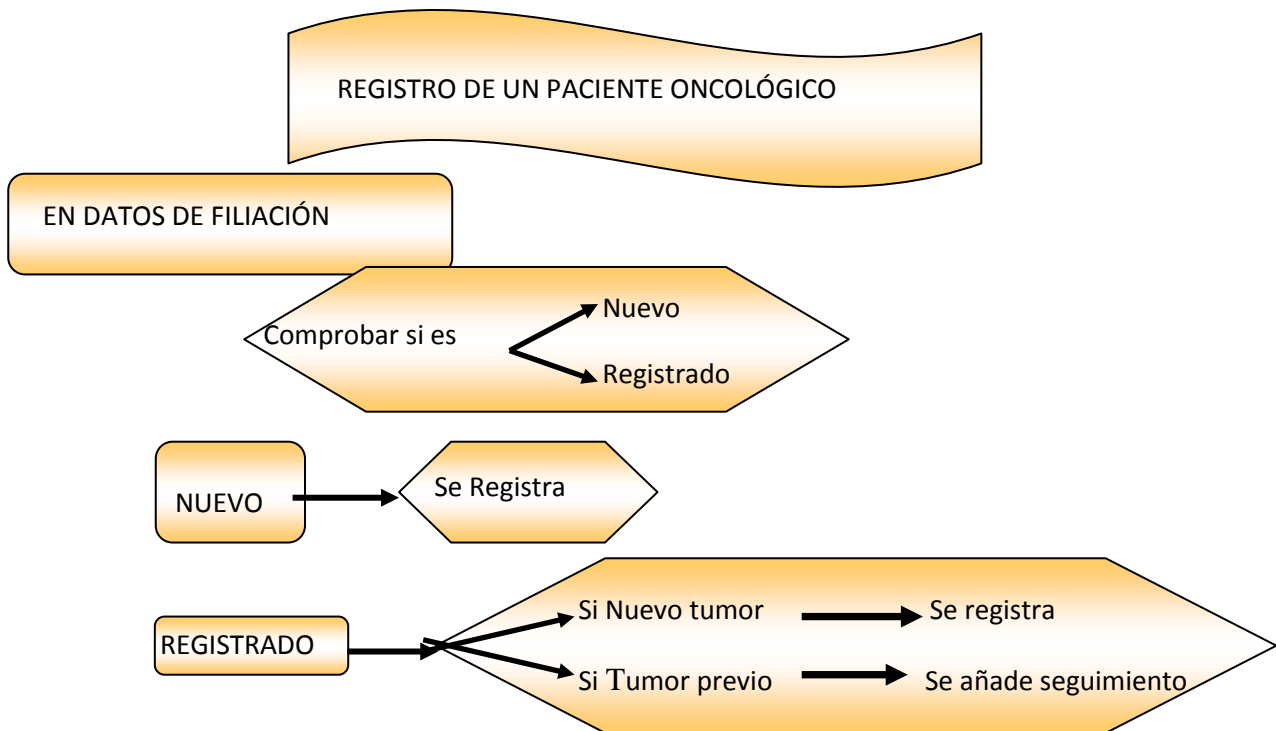 REGISTRO DE UN PACIENTE ONCOLÓGICO
EN DATOS DE FILIACIÓN
Comprobar si es
Nuevo
Registrado
NUEVO
Se Registra
REGISTRADO
Si Nuevo tumor
Se registra
Si Tumor previo
Se añade seguimiento